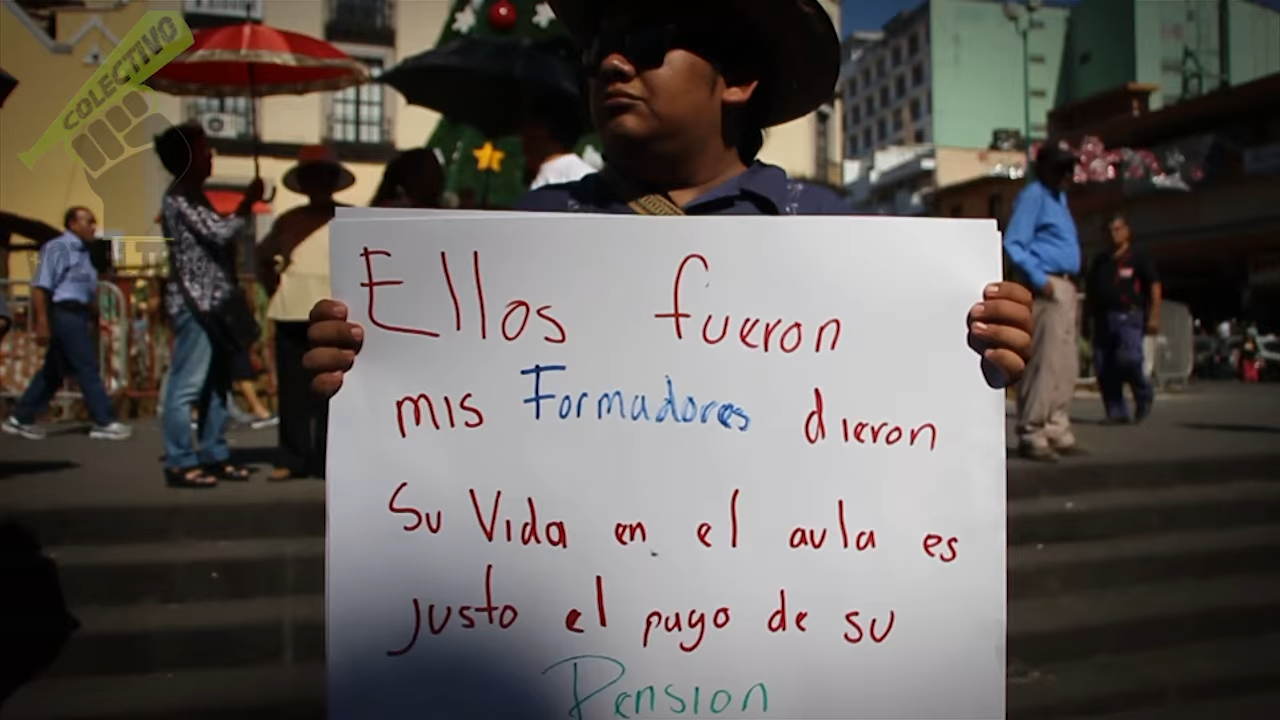 COLECTIVO
Ellos fueron
mis Formadores dieron
su Vida en el aula es
justo el pago de su
Pension